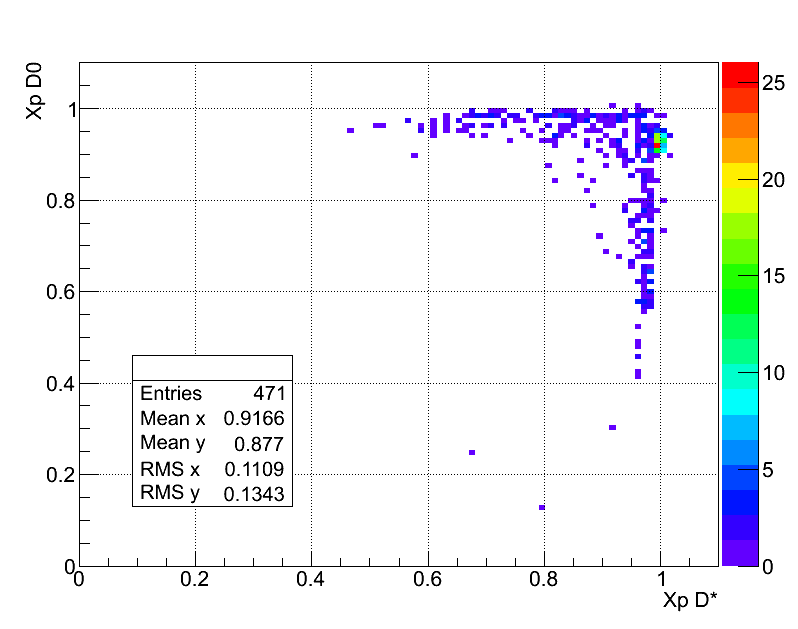 Xp D0
1
0.8
0.6
0.4
0.2
0
Entries 471
Mean x 0.9166
Mean y 0.877
RMS x 0.1109
RMS y 0.1343
0 0.2 0.4 0.6 0.8 1
Xp D*
25
20
15
10
5
0